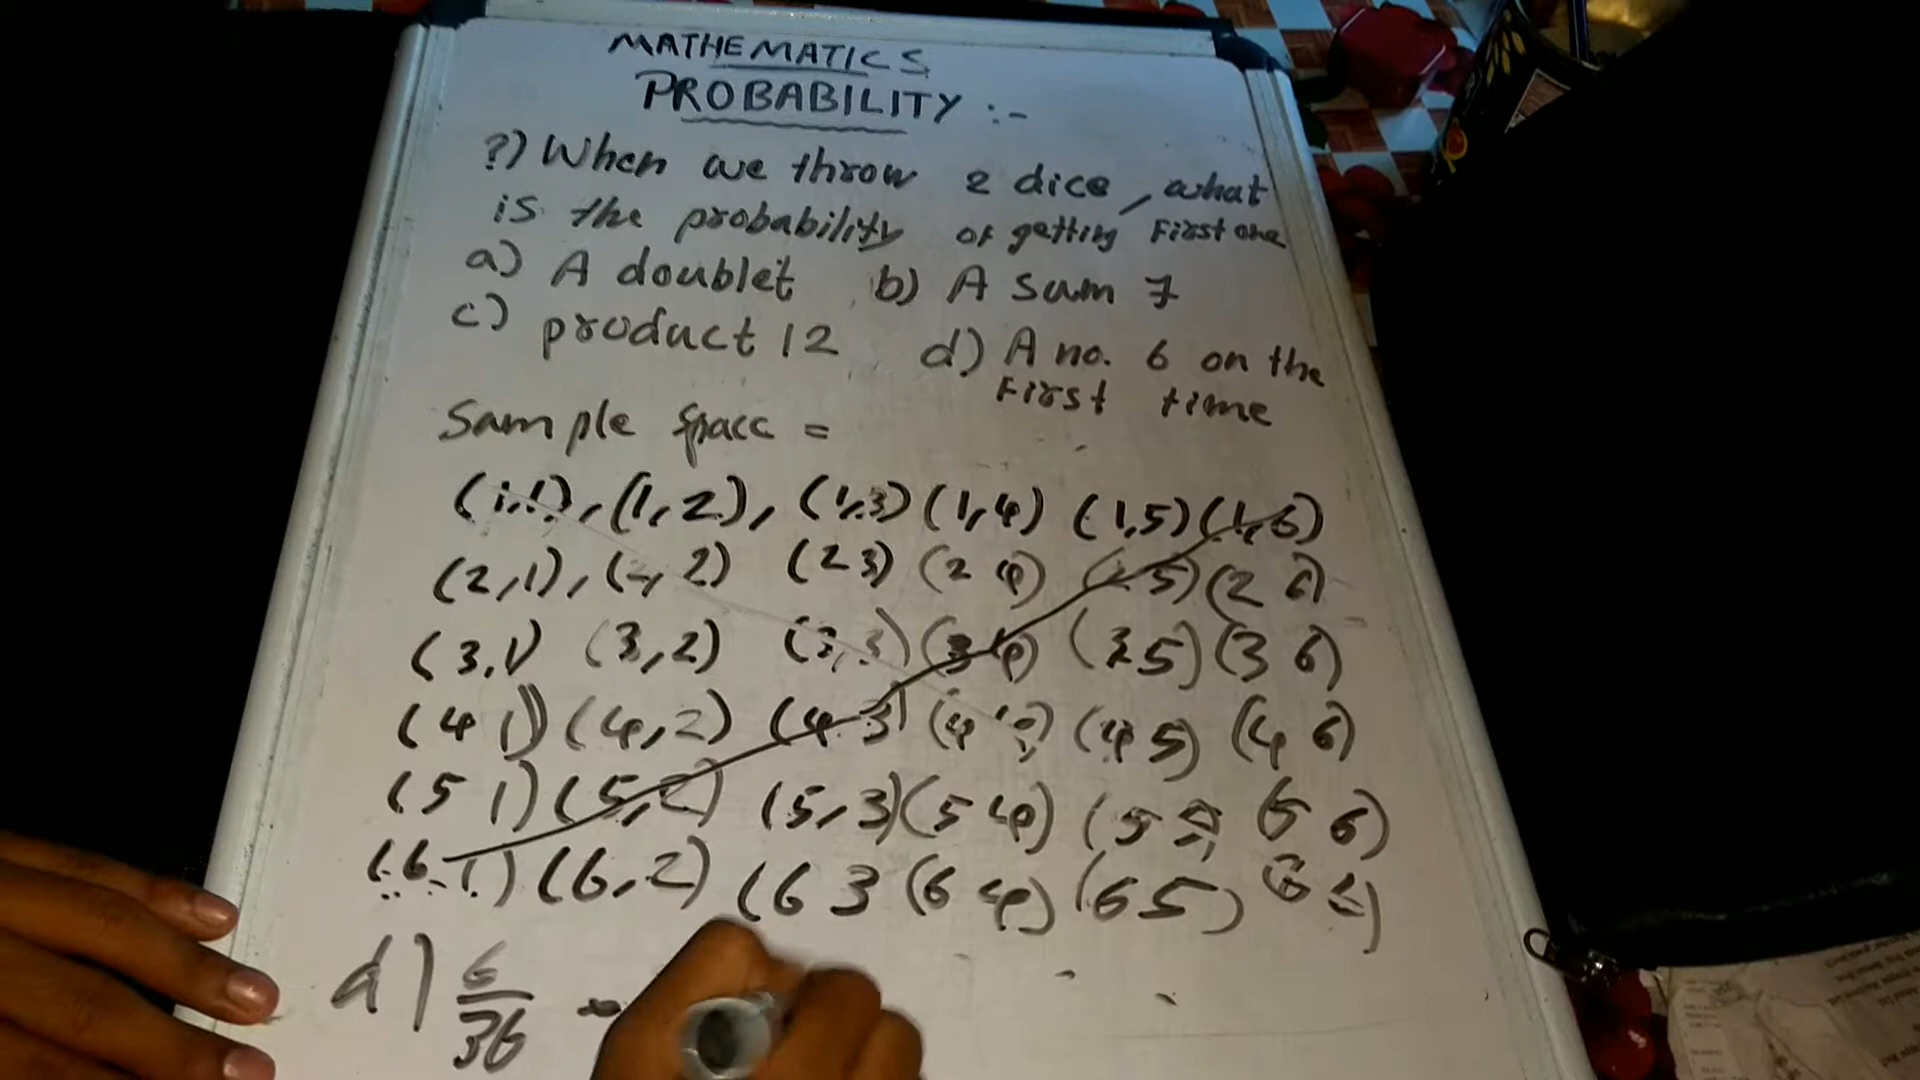 MATHEMATICS
PROBABILITY :-
?) When we throw 2 dice, what
is the probability of getting First one
a) A doublet b) A sum 7
c) product 12 d) A no. 6 on the
First time
Sample space =
(1,1), (1,2), (1,3) (1,4) (1,5) (1,6)
(2,1), (2, 2) (2 3) (2 4) (2 5) (2 6)
(3,1) (3,2) (3,3) (3 4) (3 5) (3 6)
(4 1) (4,2) (4 3) (4 4) (4 5) (4 6)
(5 1) (5,2) (5,3) (5 4) (5 5) 5 6)
(6 1) (6,2) (6 3 (6 4) (6 5)
d) 6/36